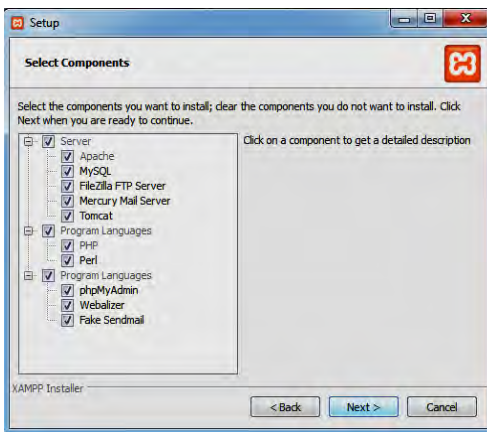 Setup
Select Components
Select the components you want to install; clear the components you do not want to install. Click
Next when you are ready to continue.
Server
Apache
MySQL
FileZilla FTP Server
Mercury Mail Server
Tomcat
Program Languages
PHP
Perl
Program Languages
phpMyAdmin
Webalizer
Fake Sendmail
Click on a component to get a detailed description
XAMPP Installer
< Back
Next >
Cancel